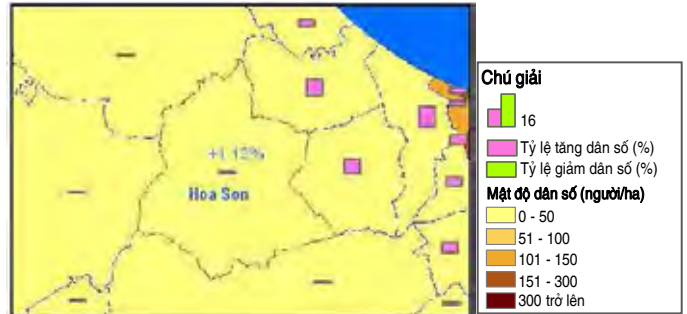 +1.12%
Hoa Son
Chú giải
16
Tỷ lệ tăng dân số (%)
Tỷ lệ giảm dân số (%)
Mật độ dân số (người/ha)
0 - 50
51 - 100
101 - 150
151 - 300
300 trở lên